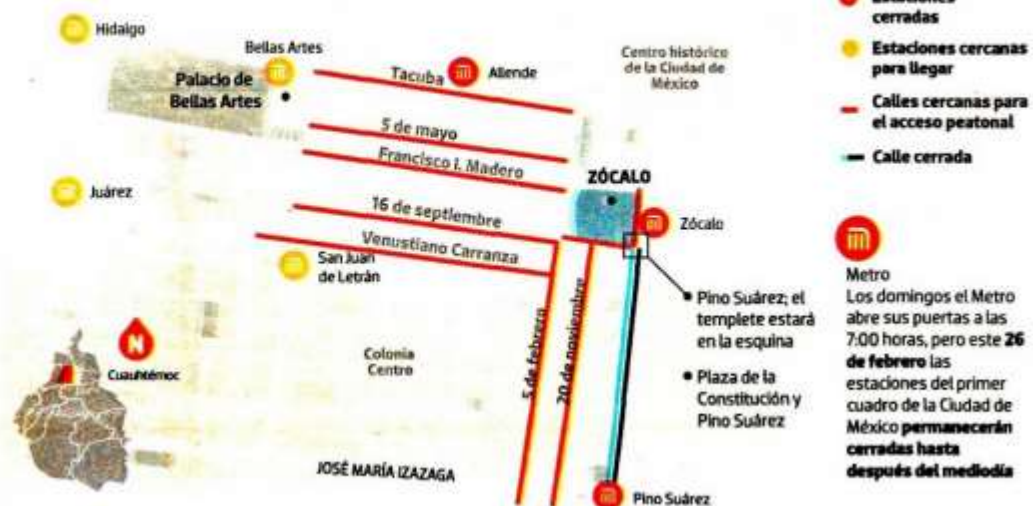 Hidalgo
Bellas Artes
Palacio de
Bellas Artes
Tacuba
Allende
Centro histórico
de la Ciudad de
México
5 de mayo
Francisco I. Madero
ZÓCALO
Juárez
16 de septiembre
Zócalo
Venustiano Carranza
San Juan
de Letrán
5 de febrero
20 de noviembre
Pino Suárez; el
templete estará
en la esquina
Plaza de la
Constitución y
Pino Suárez
N
Cuauhtémoc
Colonia
Centro
JOSÉ MARÍA IZAZAGA
Pino Suárez
cerradas
Estaciones cercanas
para llegar
Calles cercanas para
el acceso peatonal
Calle cerrada
Metro
Los domingos el Metro
abre sus puertas a las
7:00 horas, pero este 26
de febrero las
estaciones del primer
cuadro de la Ciudad de
México permanecerán
cerradas hasta
después del mediodía